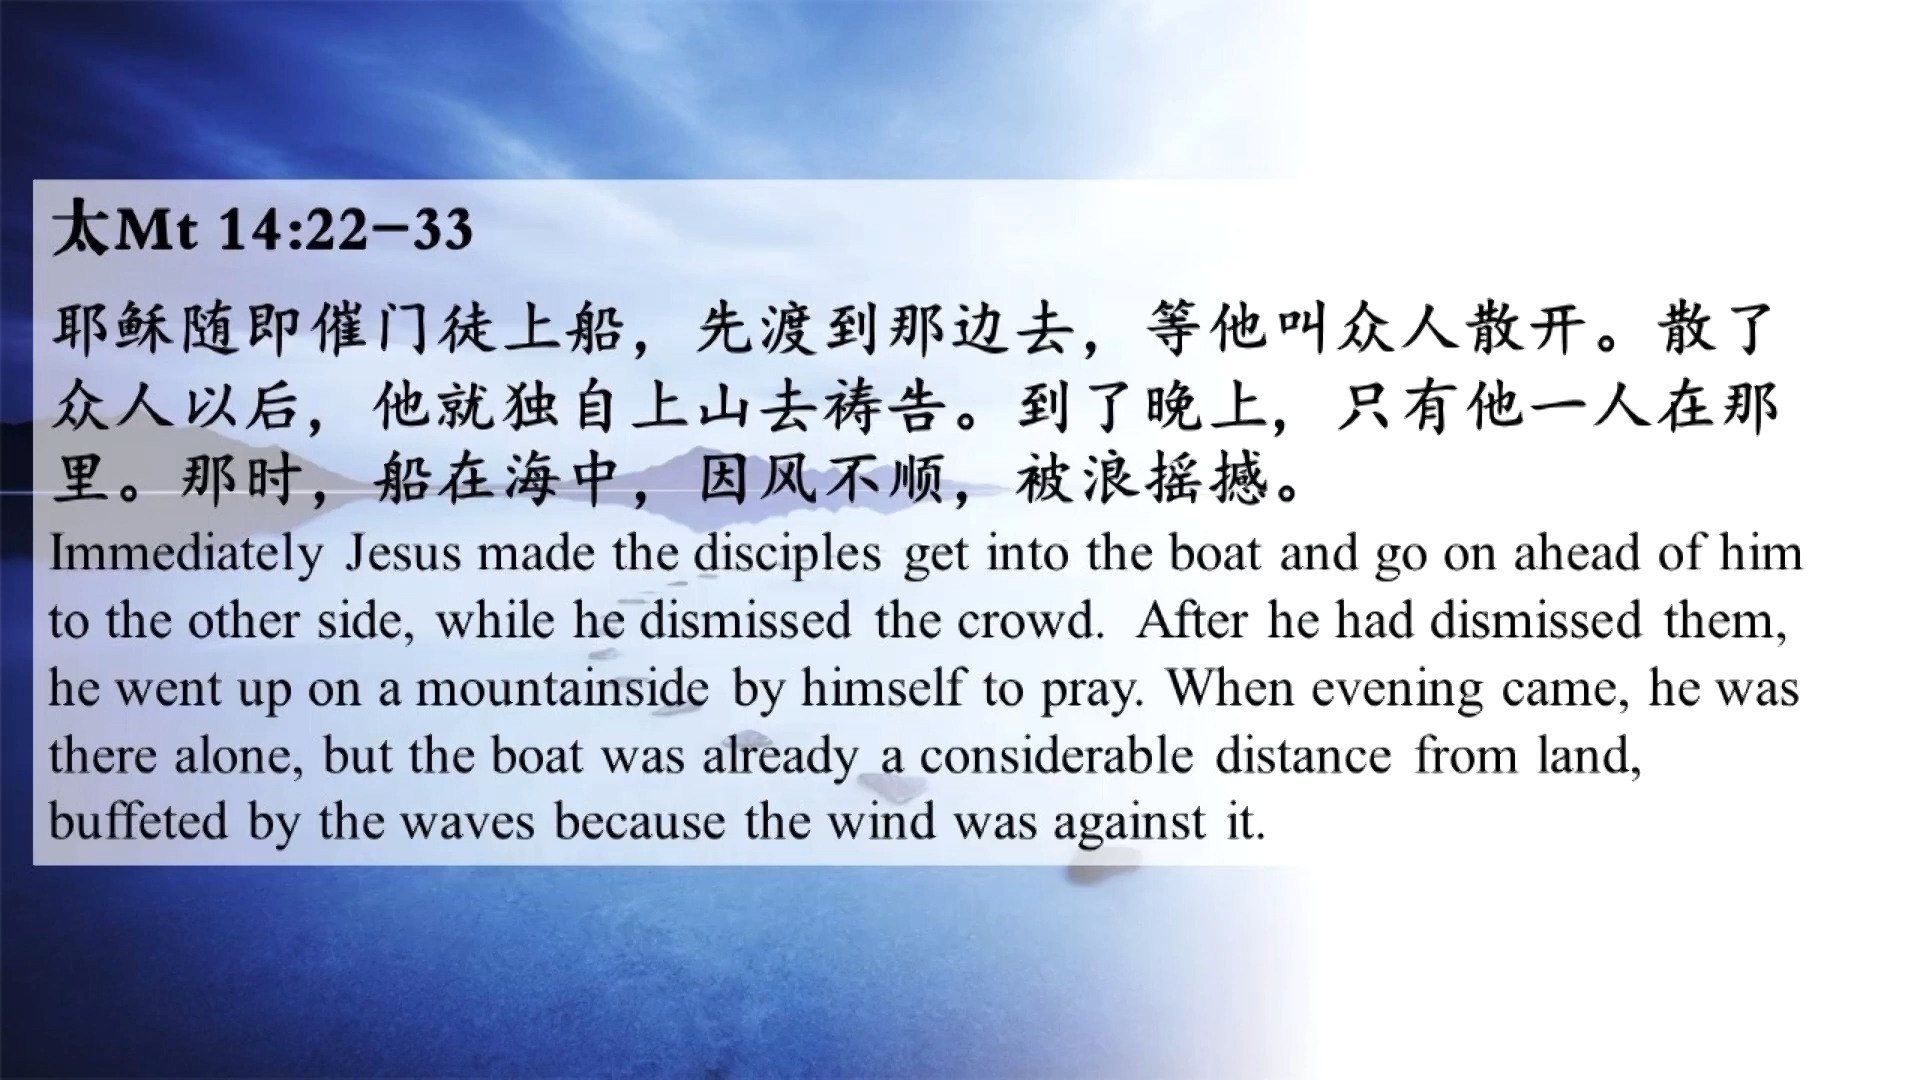 太Mt 14:22-33
耶稣随即催门徒上船，先渡到那边去，等他叫众人散开。散了
众人以后，他就独自上山去祷告。到了晚上，只有他一人在那
里。那时，船在海中，因风不顺，被浪摇撼。
Immediately Jesus made the disciples get into the boat and go on ahead of him
to the other side, while he dismissed the crowd. After he had dismissed them,
he went up on a mountainside by himself to pray. When evening came, he was
there alone, but the boat was already a considerable distance from land,
buffeted by the waves because the wind was against it.